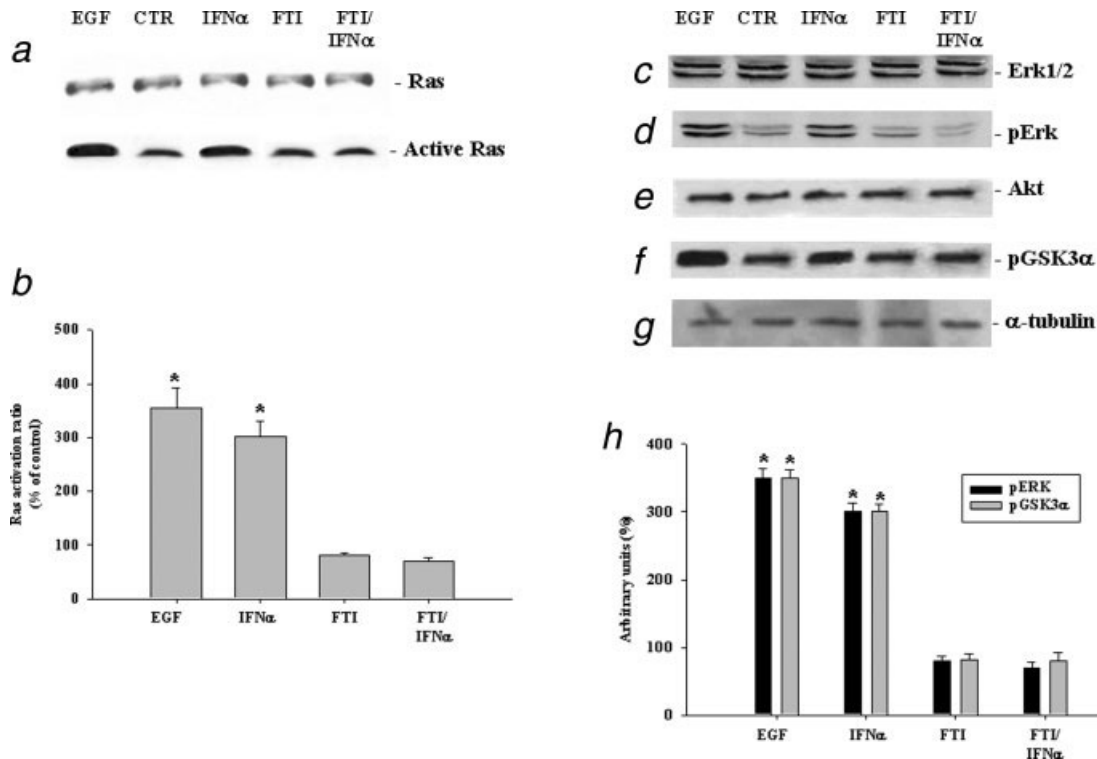 EGF CTR IFNα FTI FTI/
IFNα
a
- Ras
- Active Ras
b
500
400
300
200
100
0
Ras activation ratio
(% of control)
* *
EGF IFNα FTI FTI/
IFNα
EGF CTR IFNα FTI FTI/
IFNα
c - Erk1/2
d - pErk
e - Akt
f - pGSK3α
g - α-tubulin
h
400
300
200
100
0
Arbitrary units (%)
* * * *
pERK
pGSK3α
EGF IFNα FTI FTI/
IFNα